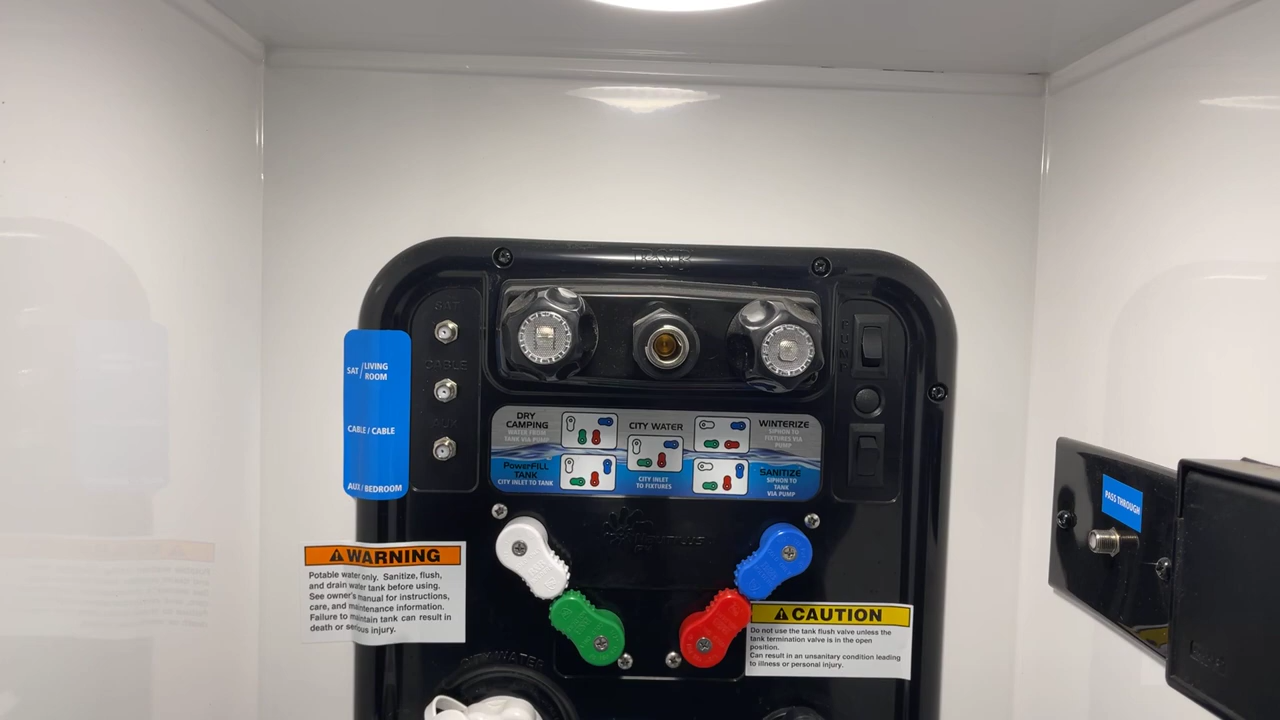 SAT
CABLE
AUX
SAT / LIVING
ROOM
CABLE / CABLE
AUX / BEDROOM
PUMP
DRY
CAMPING
WATER FROM
TANK VIA PUMP
CITY WATER
WINTERIZE
SIPHON TO
FIXTURES VIA
PUMP
PowerFILL
TANK
CITY INLET TO TANK
CITY INLET
TO FIXTURES
SANITIZE
SIPHON TO
TANK
VIA PUMP
PASS THROUGH
WARNING
Potable water only. Sanitize, flush,
and drain water tank before using.
See owner's manual for instructions,
care, and maintenance information.
Failure to maintain tank can result in
death or serious injury.
CAUTION
Do not use the tank flush valve unless the
tank termination valve is in the open
position.
Can result in an unsanitary condition leading
to illness or personal injury.
CITY WATER